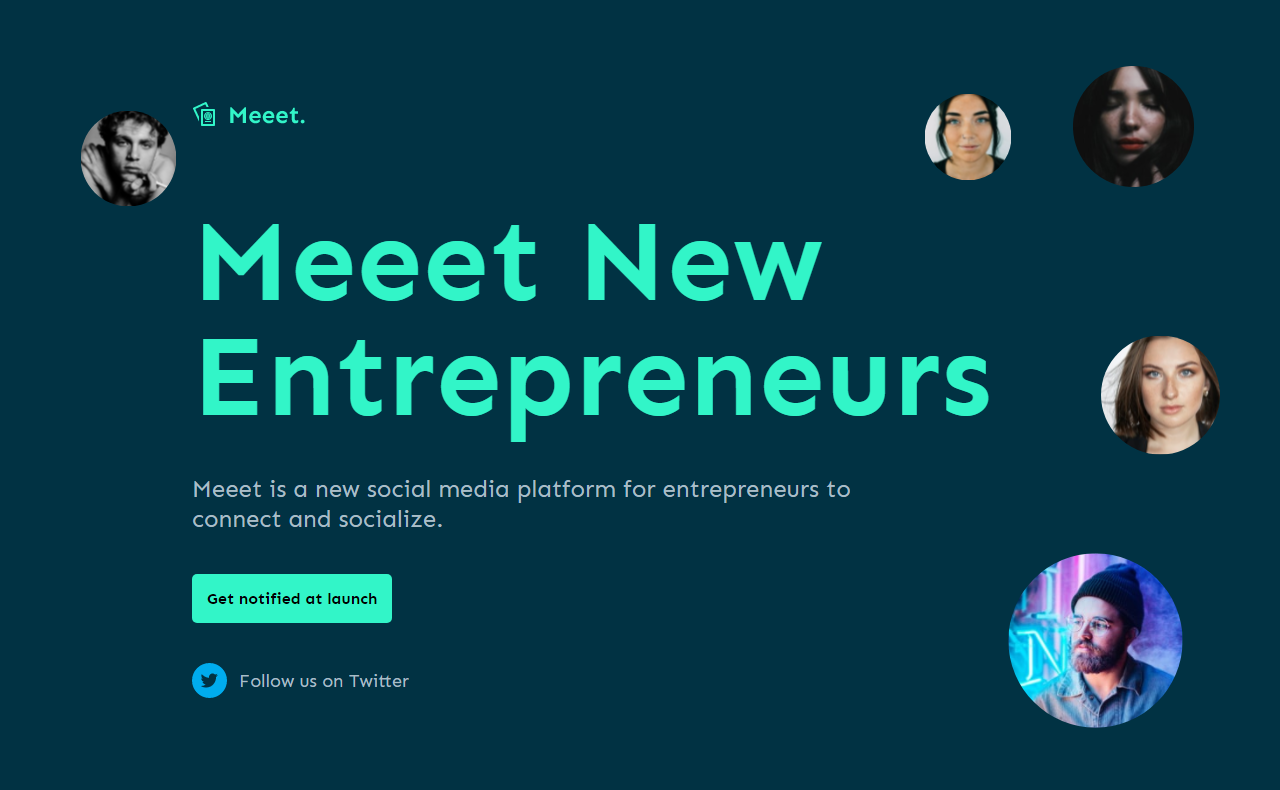 Meeet.
Meeet New
Entrepreneurs
Meeet is a new social media platform for entrepreneurs to
connect and socialize.
Get notified at launch
Follow us on Twitter